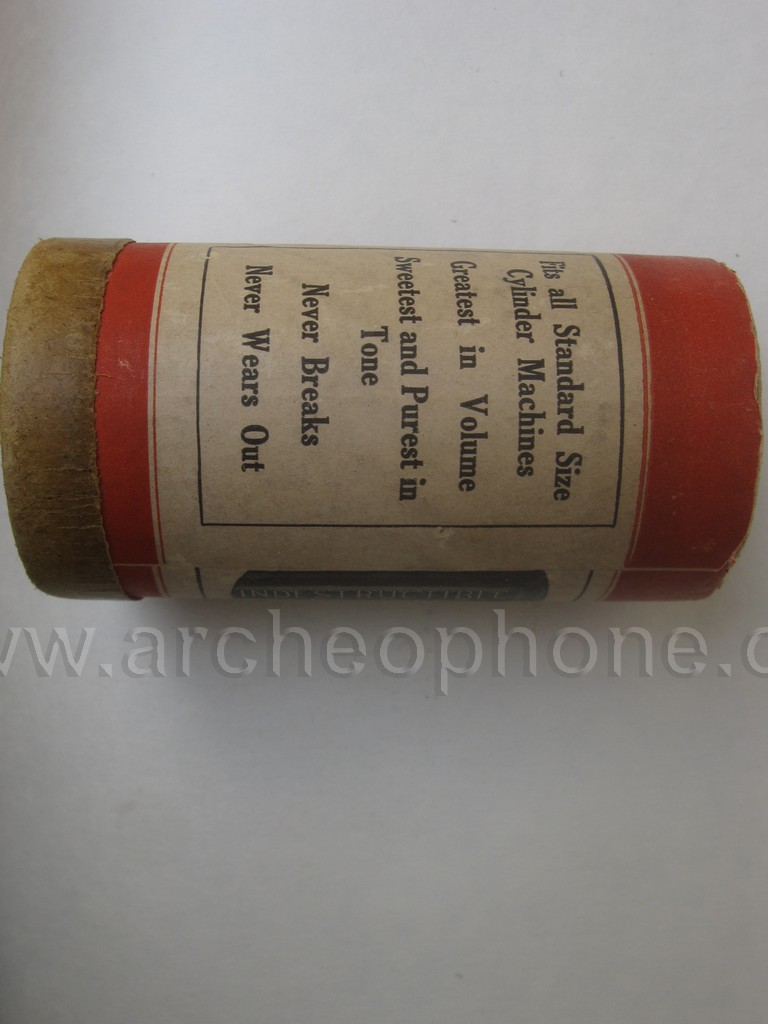 Fits all Standard Size
Cylinder Machines
Greatest in Volume
Sweetest and Purest in
Tone
Never Breaks
Never Wears Out
INDESTRUCTIBLE
www.archeophone.c